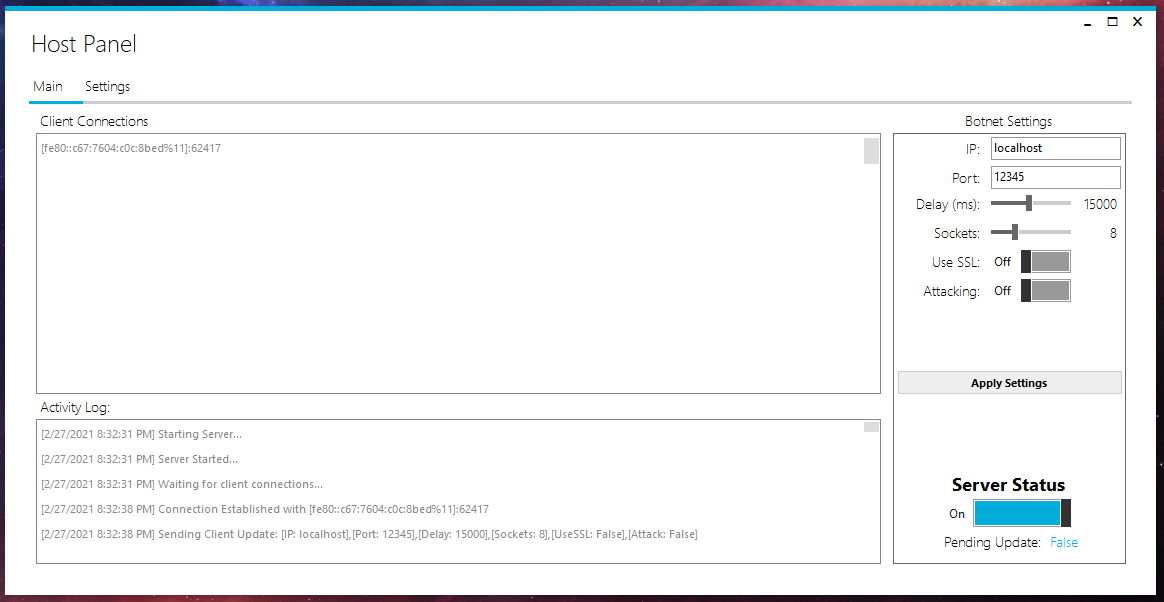 Host Panel
Main Settings
Client Connections
[fe80::c67:7604:c0c:8bed%11]:62417
Activity Log:
[2/27/2021 8:32:31 PM] Starting Server...
[2/27/2021 8:32:31 PM] Server Started...
[2/27/2021 8:32:31 PM] Waiting for client connections...
[2/27/2021 8:32:38 PM] Connection Established with [fe80::c67:7604:c0c:8bed%11]:62417
[2/27/2021 8:32:38 PM] Sending Client Update: [IP: localhost],[Port: 12345],[Delay: 15000],[Sockets: 8],[UseSSL: False],[Attack: False]
Botnet Settings
IP: localhost
Port: 12345
Delay (ms): 15000
Sockets: 8
Use SSL: Off
Attacking: Off
Apply Settings
Server Status
On
Pending Update: False